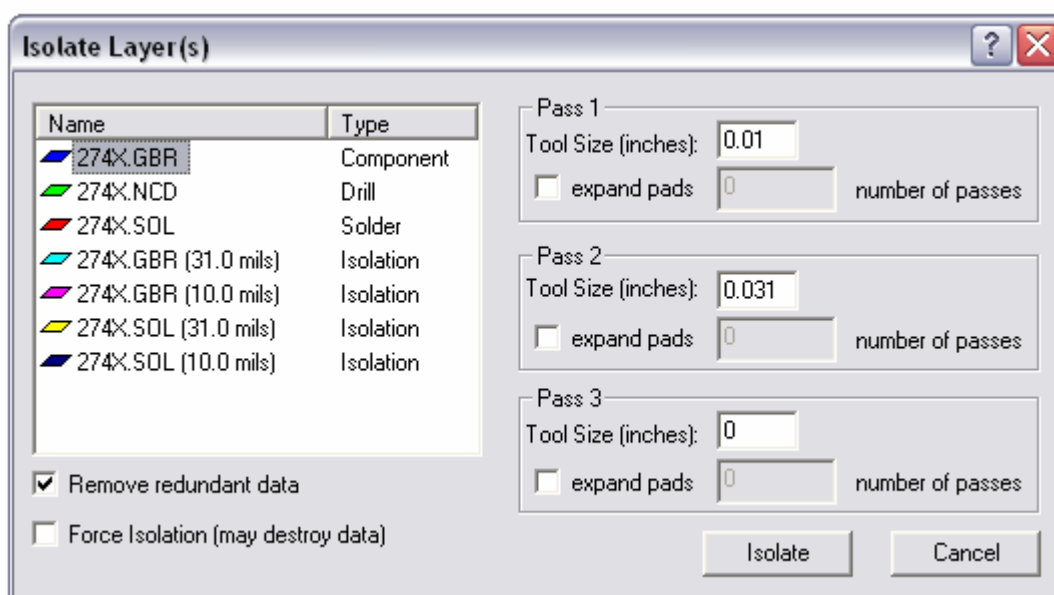 Isolate Layer(s)
Name Type
274X.GBR Component
274X.NCD Drill
274X.SOL Solder
274X.GBR (31.0 mils) Isolation
274X.GBR (10.0 mils) Isolation
274X.SOL (31.0 mils) Isolation
274X.SOL (10.0 mils) Isolation
Remove redundant data
Force Isolation (may destroy data)
Pass 1
Tool Size (inches): 0.01
expand pads 0 number of passes
Pass 2
Tool Size (inches): 0.031
expand pads 0 number of passes
Pass 3
Tool Size (inches): 0
expand pads 0 number of passes
Isolate Cancel